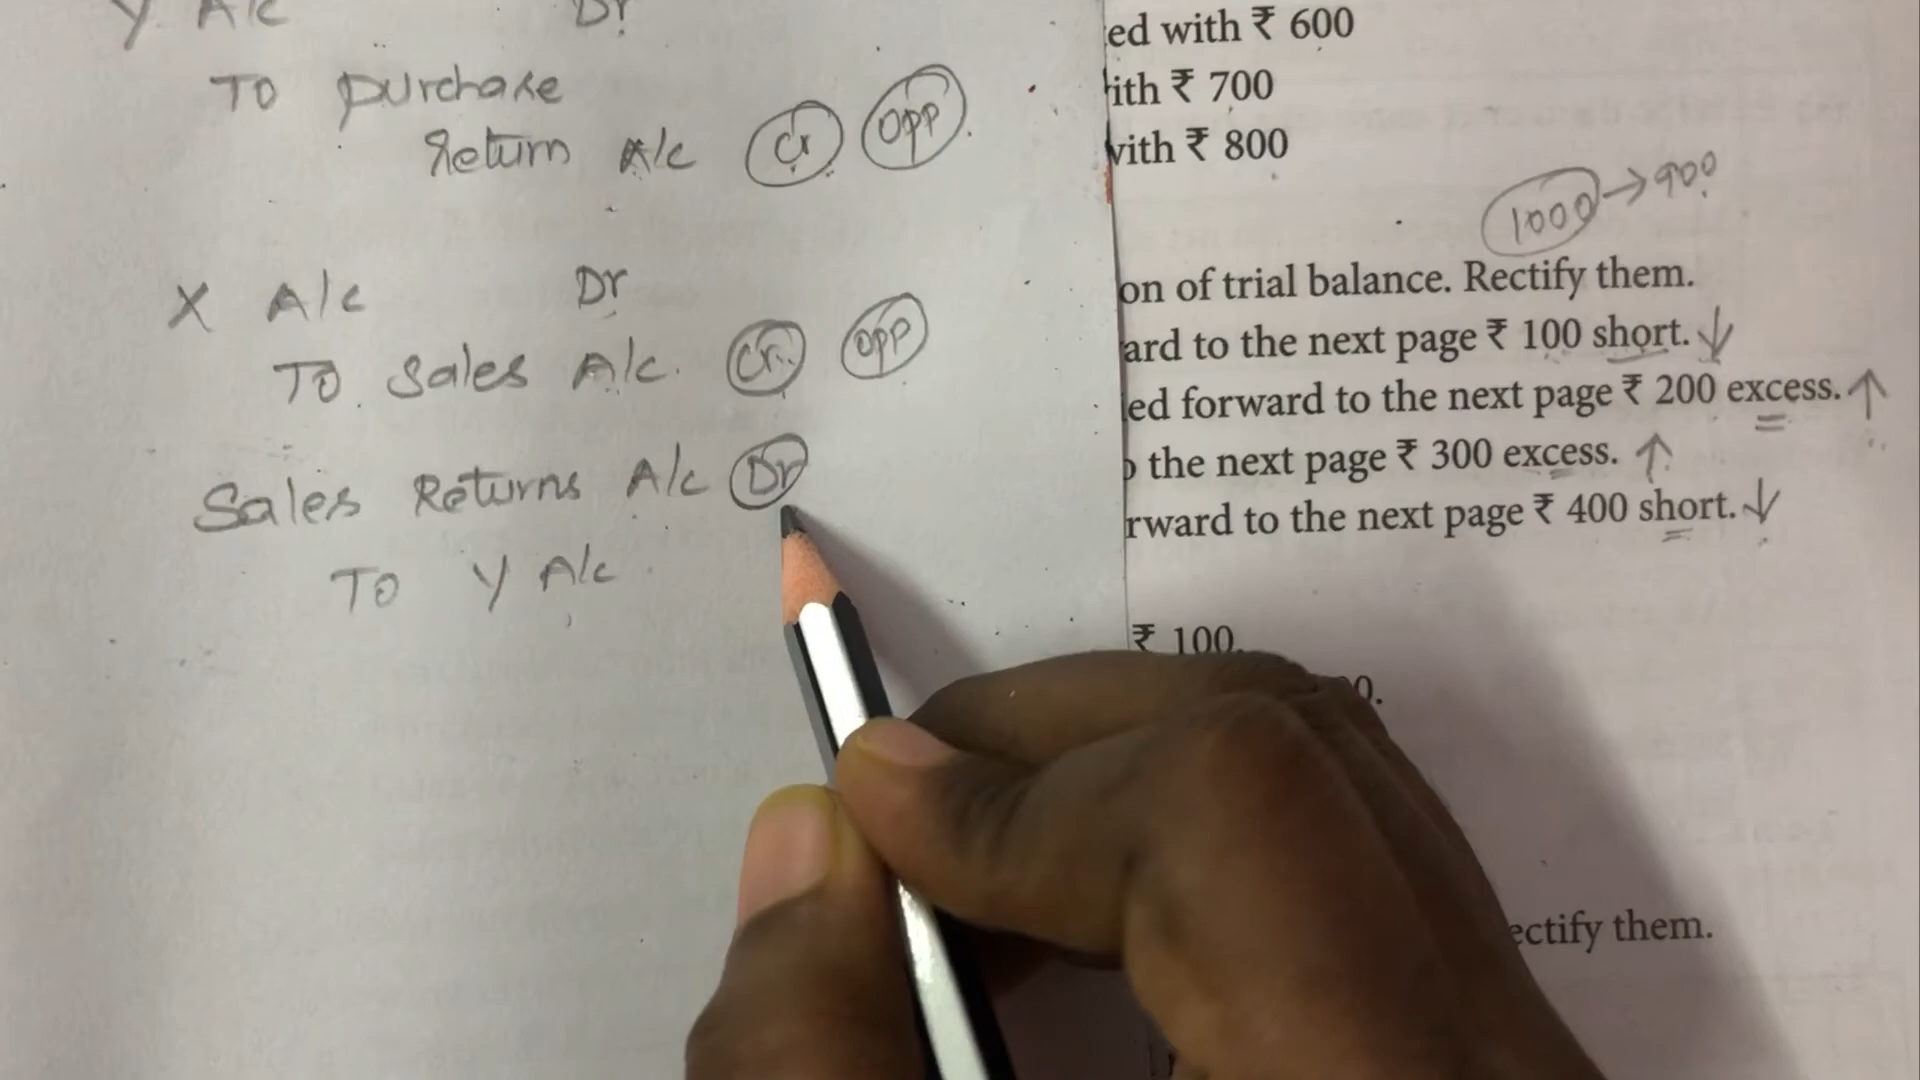 Y A/c Dr
To purchase
Return A/c Cr opp
X A/c Dr
To Sales A/c. Cr opp
Sales Returns A/c Dr
To Y A/c
ed with ₹ 600
ith ₹ 700
with ₹ 800
1000 → 900
on of trial balance. Rectify them.
ard to the next page ₹ 100 short. ↓
ed forward to the next page ₹ 200 excess. ↑
the next page ₹ 300 excess. ↑
rward to the next page ₹ 400 short. ↓
₹ 100.
0.
ectify them.